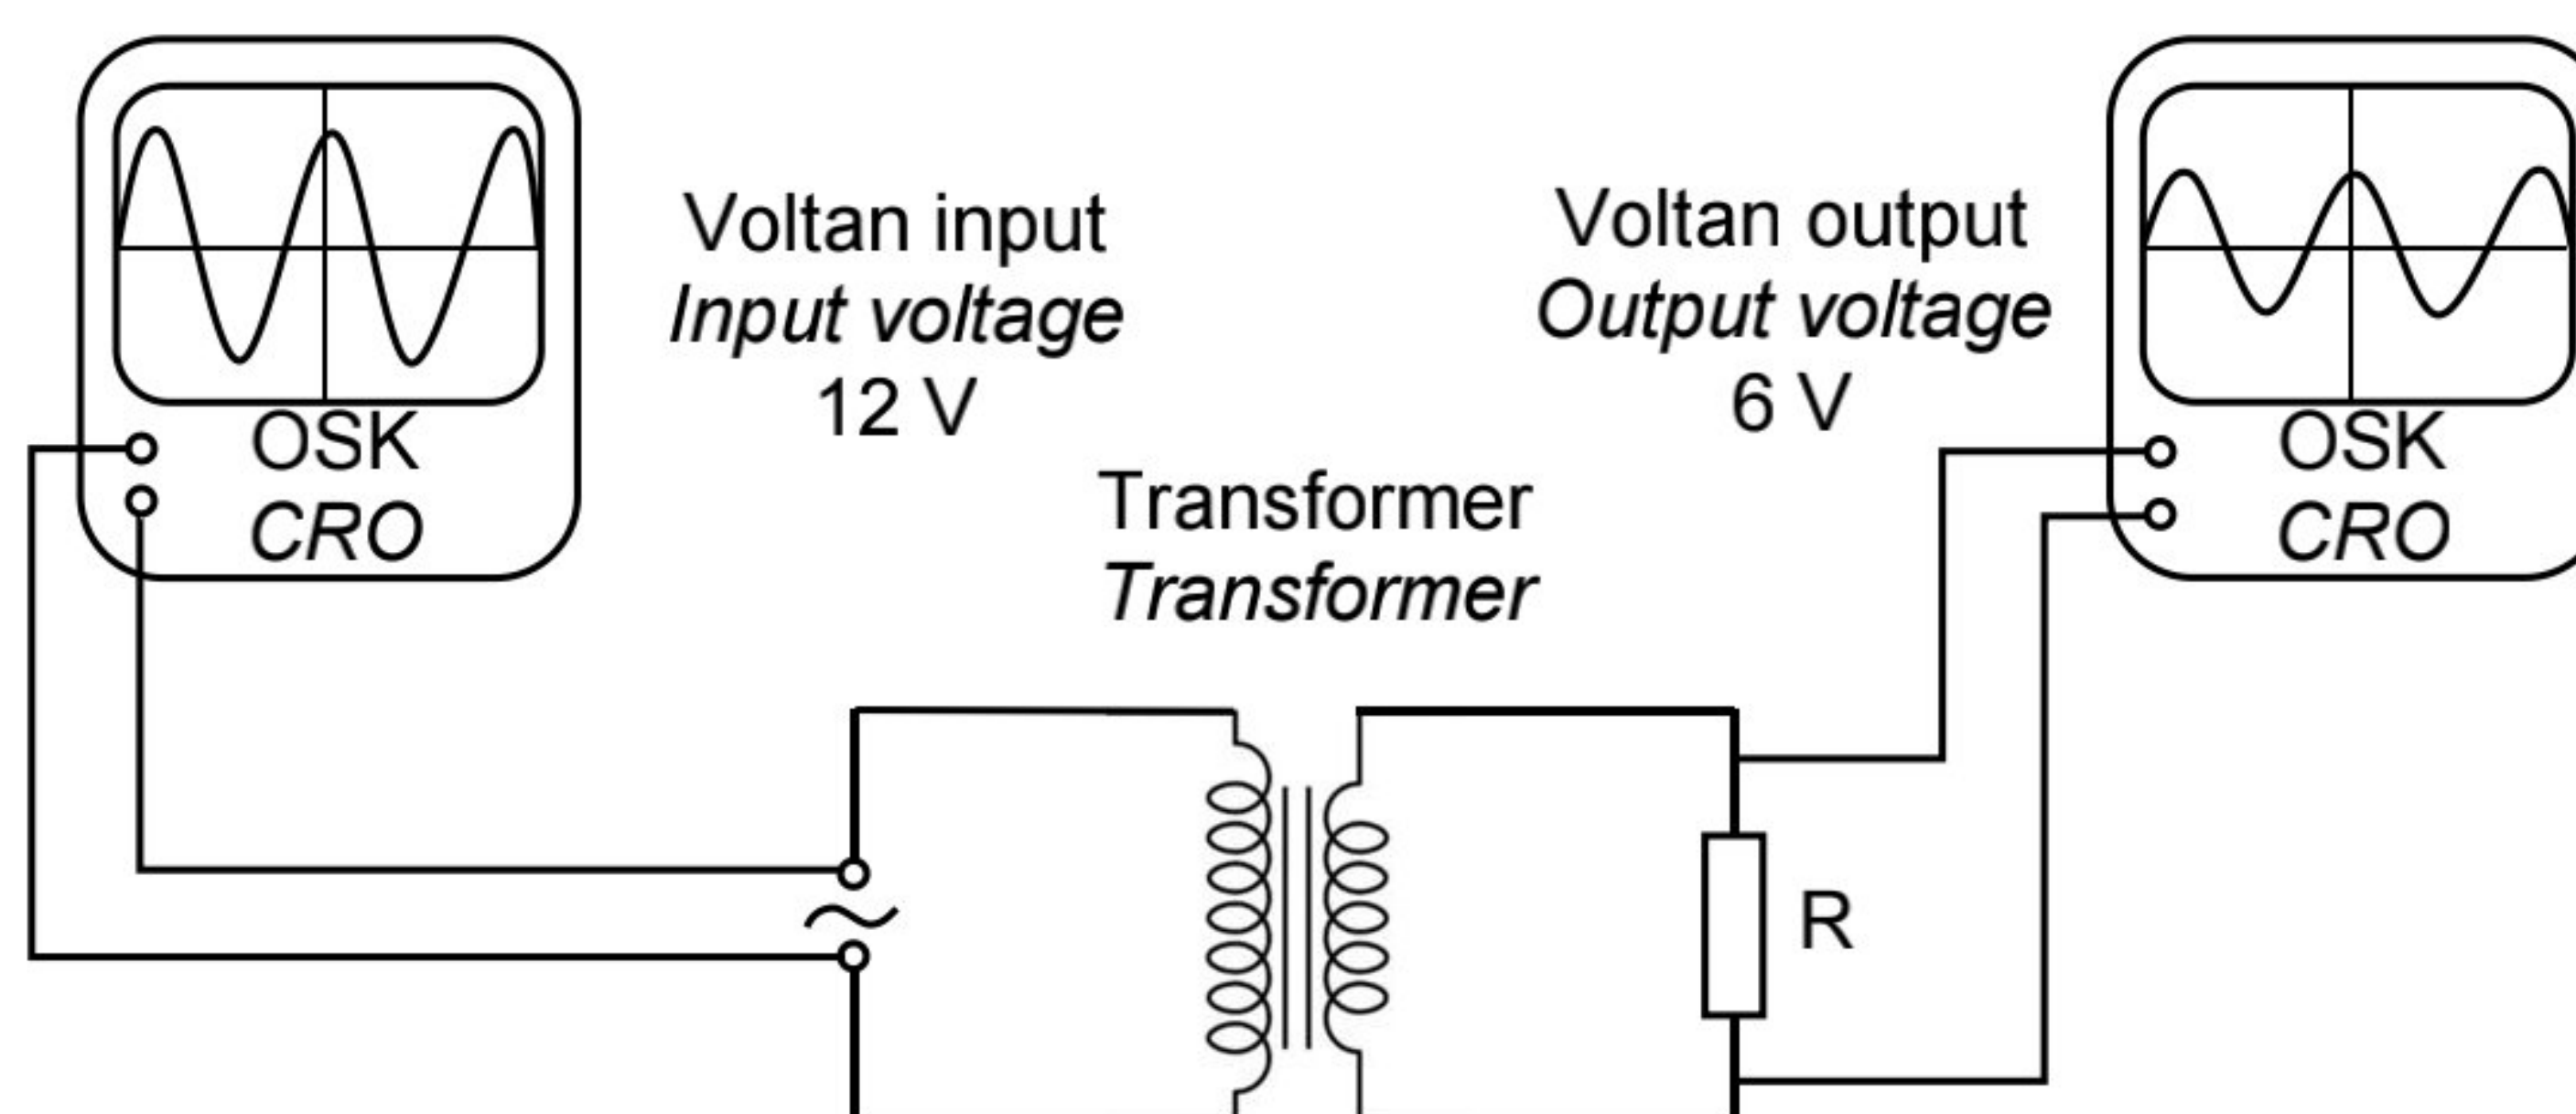 OSK
CRO
Voltan input
Input voltage
12 V
Voltan output
Output voltage
6 V
OSK
CRO
Transformer
Transformer
R